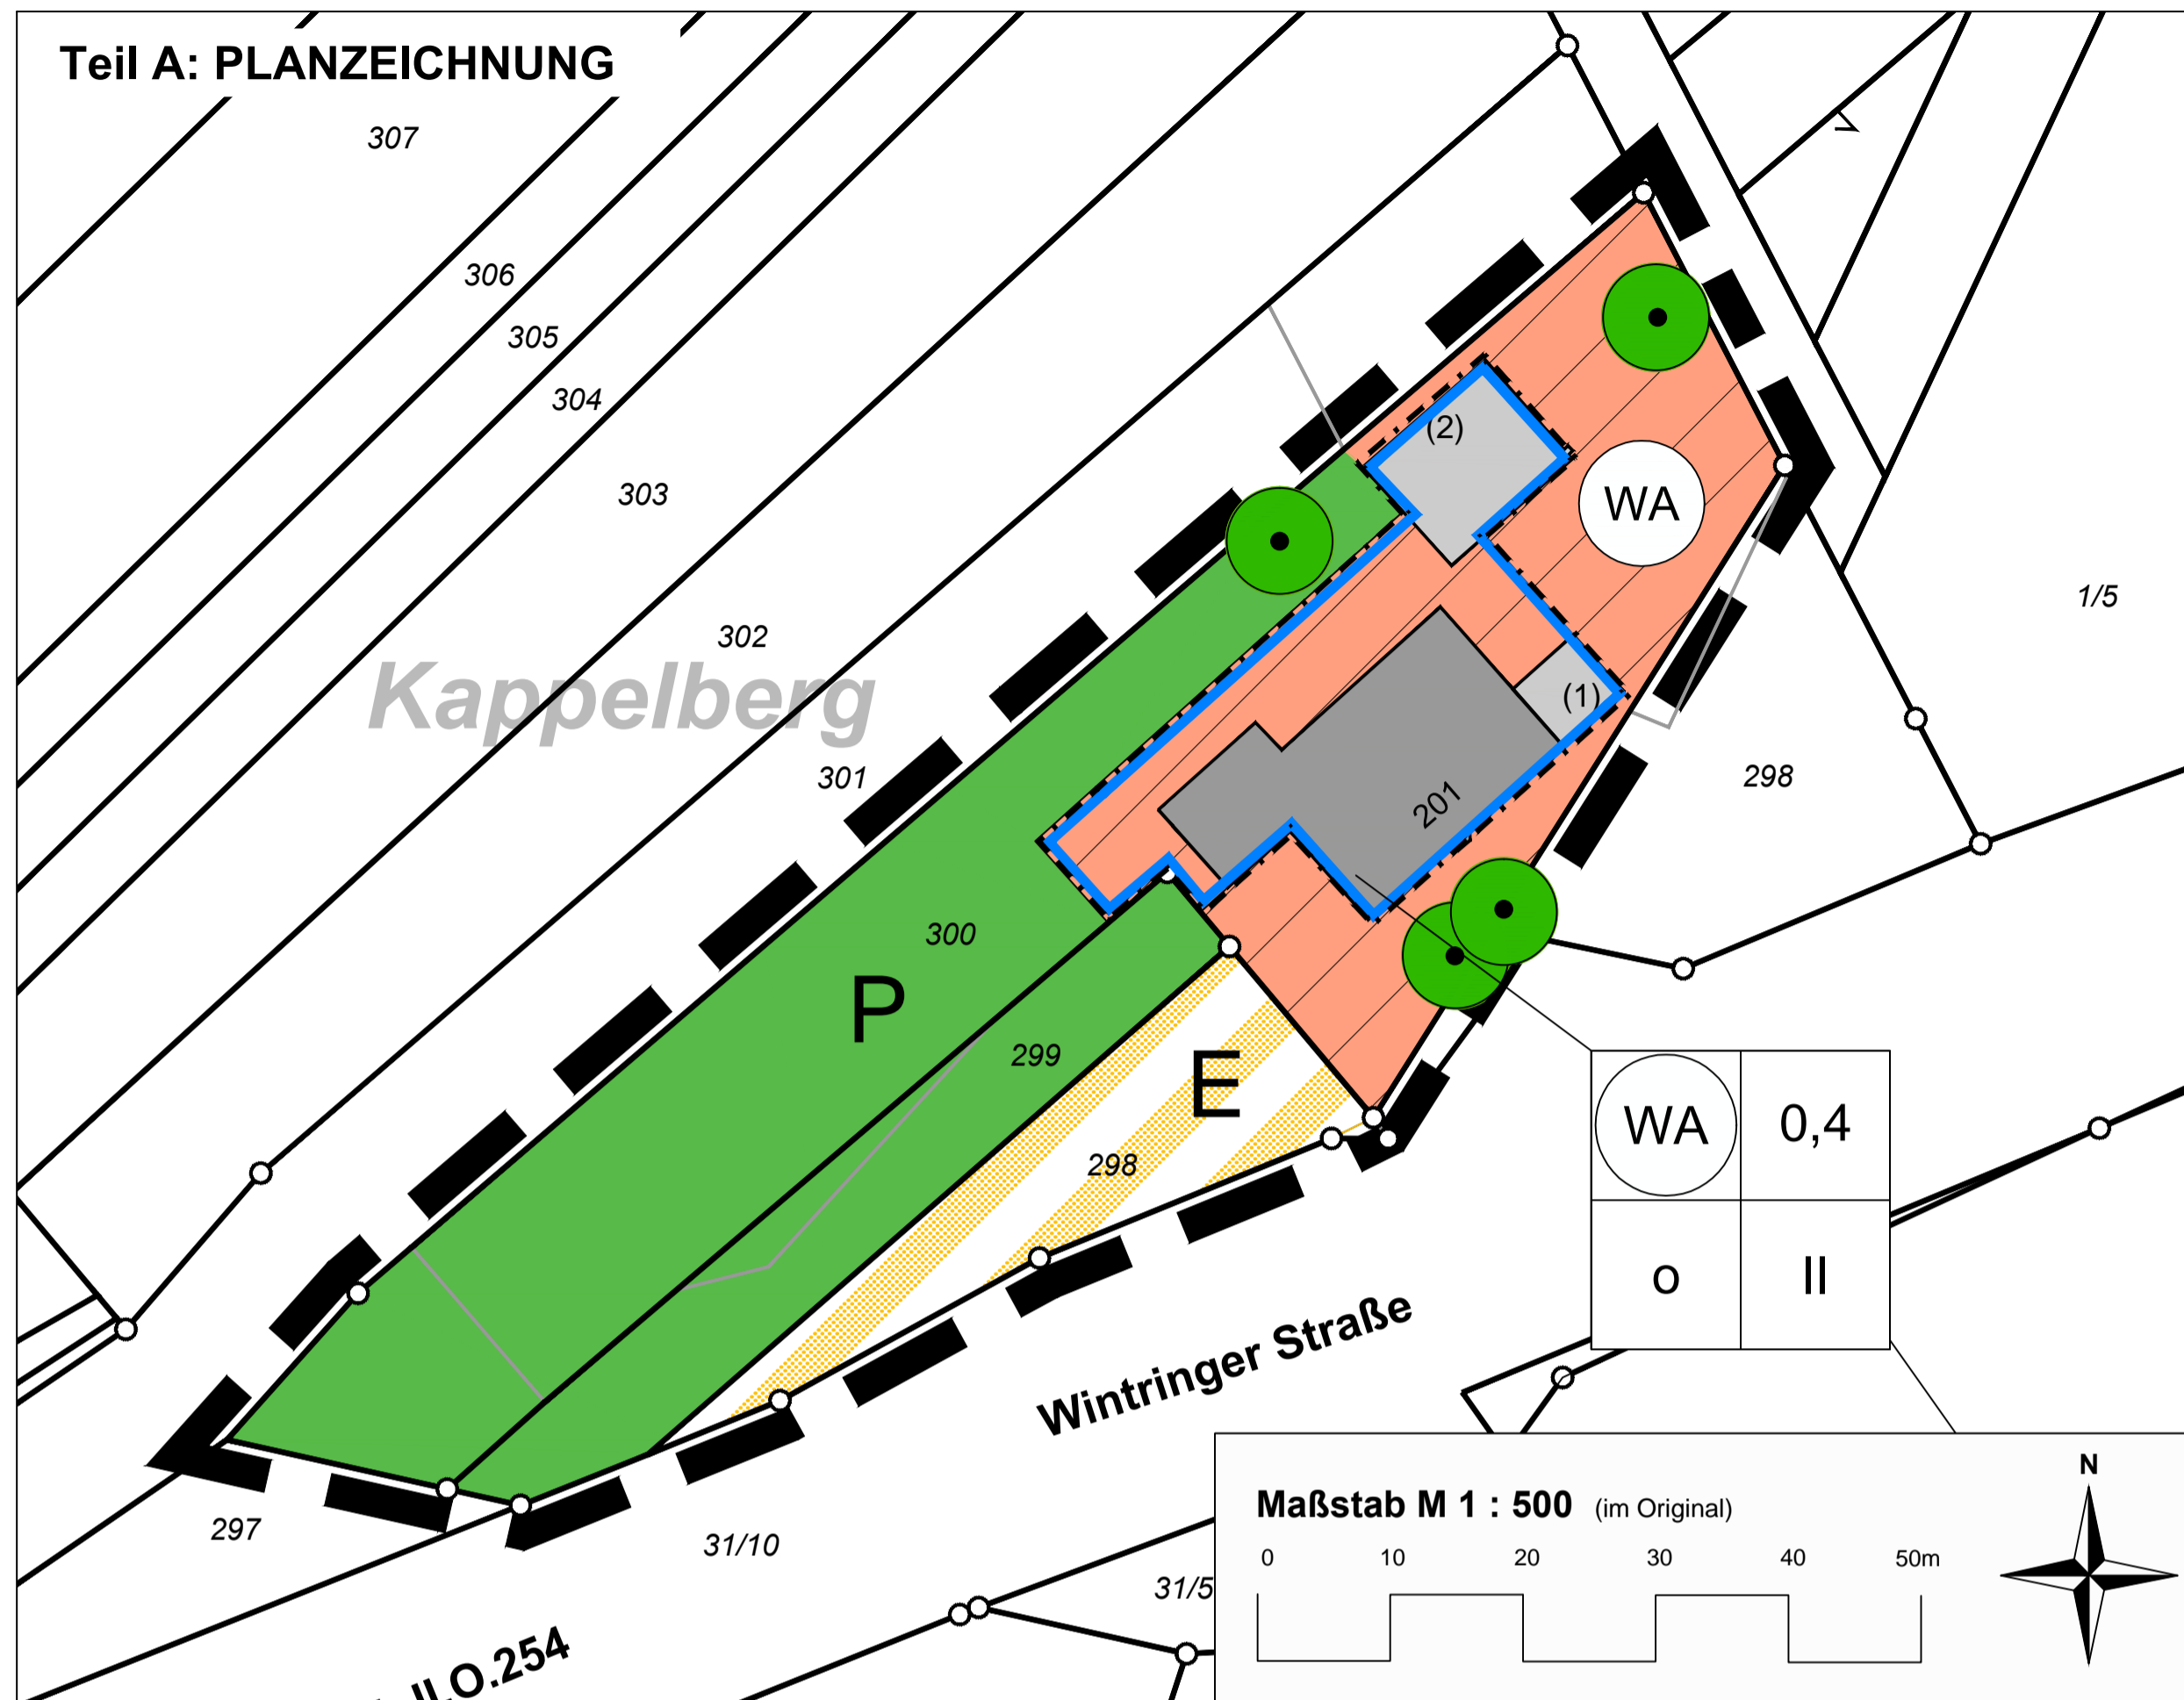 Teil A: PLANZEICHNUNG
307
306
305
304
303
302
Kappelberg
301
300
P
299
E
298
(2)
WA
(1)
201
1/5
298
WA 0,4
o II
Wintringer Straße
297
31/10
31/5
II.O.254
Maßstab M 1 : 500 (im Original)
0 10 20 30 40 50m
N